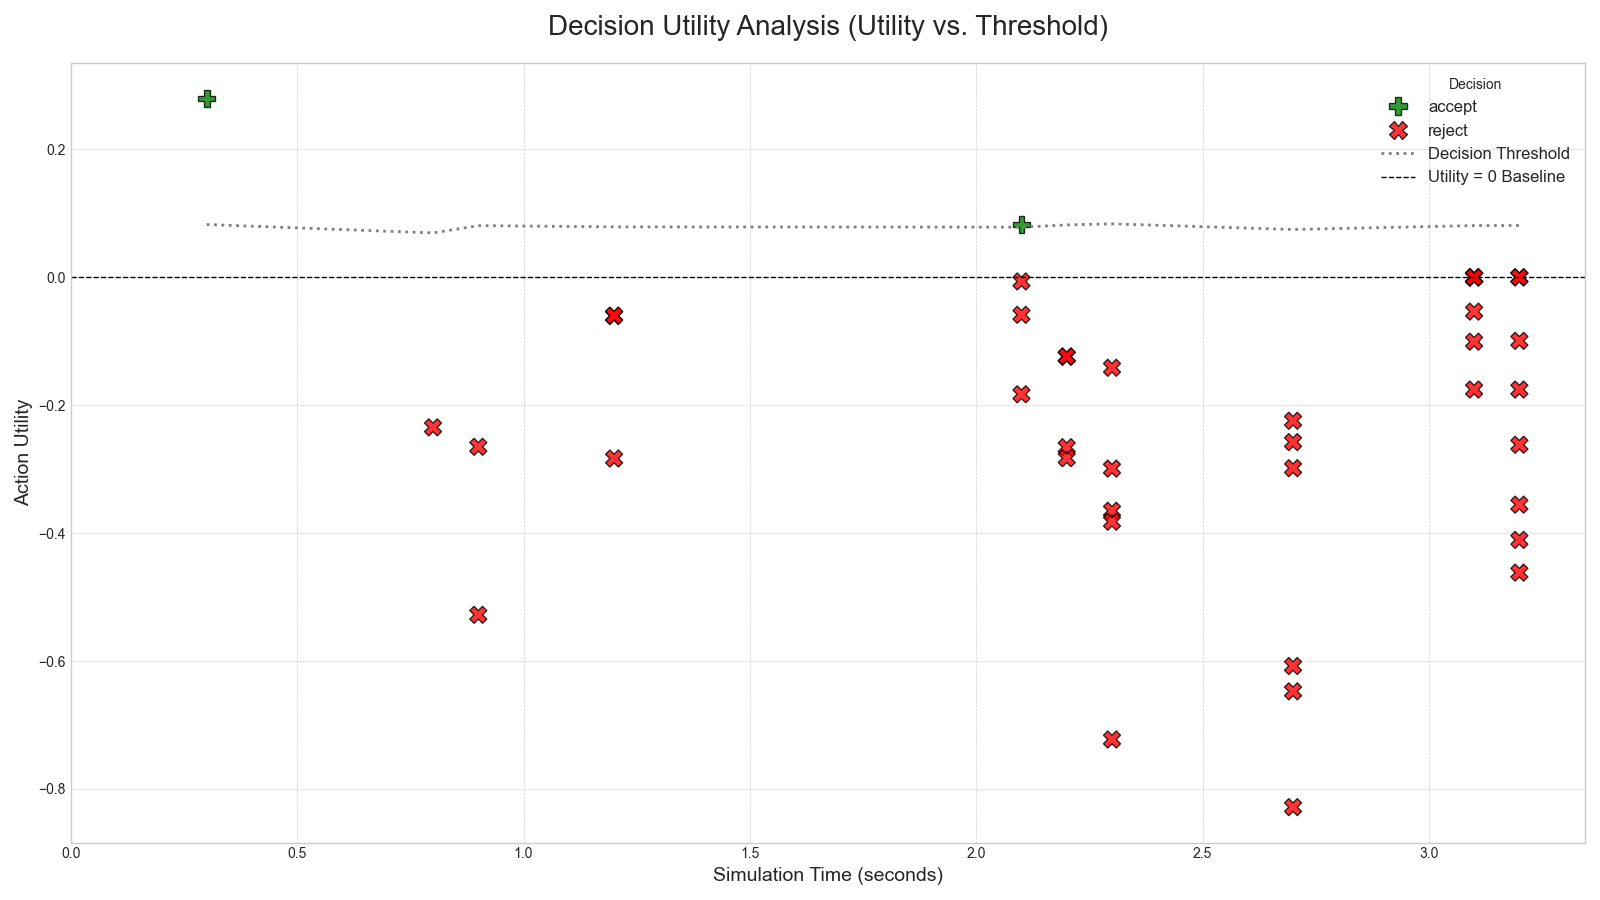 Decision Utility Analysis (Utility vs. Threshold)
Decision
accept
reject
Decision Threshold
Utility = 0 Baseline
Action Utility
0.2
0.0
−0.2
−0.4
−0.6
−0.8
0.0
0.5
1.0
1.5
2.0
2.5
3.0
Simulation Time (seconds)